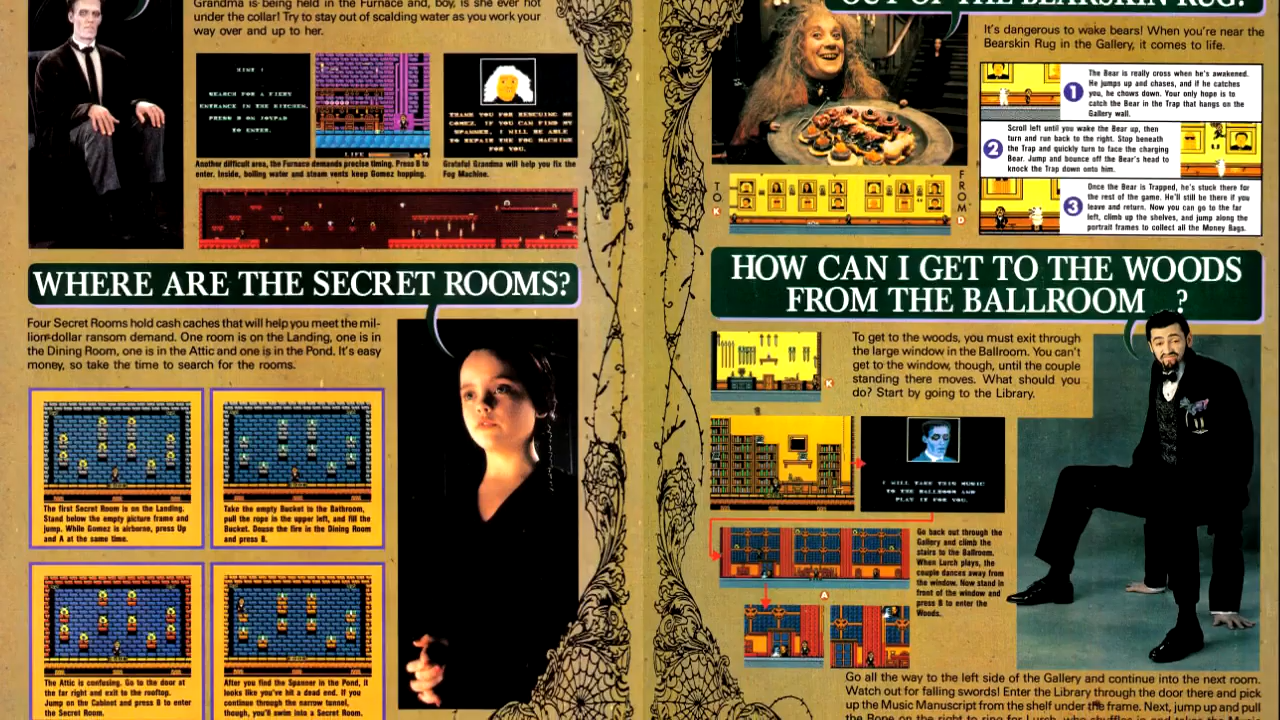 Grandma is being held in the Furnace and, boy, is she ever hot
under the collar! Try to stay out of scalding water as you work your
way over and up to her.
HINT 1
SEARCH FOR A FIERY
ENTRANCE IN THE KITCHEN.
PRESS B ON JOYPAD
TO ENTER.
LIFE
THANK YOU FOR RESCUING ME
GOMEZ. IF YOU CAN FIND MY
SPANNER, I WILL BE ABLE
TO REPAIR THE FOG MACHINE
FOR YOU.
Another difficult area, the Furnace demands precise timing. Press B to
enter. Inside, boiling water and steam vents keep Gomez hopping.
Grateful Grandma will help you fix the
Fog Machine.
WHERE ARE THE SECRET ROOMS?
Four Secret Rooms hold cash caches that will help you meet the mil-
lion-dollar ransom demand. One room is on the Landing, one is in
the Dining Room, one is in the Attic and one is in the Pond. It's easy
money, so take the time to search for the rooms.
The first Secret Room is on the Landing.
Stand below the empty picture frame and
jump. While Gomez is airborne, press Up
and A at the same time.
Take the empty Bucket to the Bathroom,
pull the rope in the upper left, and fill the
Bucket. Douse the fire in the Dining Room
and press B.
The Attic is confusing. Go to the door at
the far right and exit to the rooftop.
Jump on the Cabinet and press B to enter
the Secret Room.
After you find the Spanner in the Pond, it
looks like you've hit a dead end. If you
continue through the narrow tunnel,
though, you'll swim into a Secret Room.
OUT OF THE BEARSKIN RUG?
It's dangerous to wake bears! When you're near the
Bearskin Rug in the Gallery, it comes to life.
1
The Bear is really cross when he's awakened.
He jumps up and chases, and if he catches
you, he chows down. Your only hope is to
catch the Bear in the Trap that hangs on the
Gallery wall.
2
Scroll left until you wake the Bear up, then
turn and run back to the right. Stop beneath
the Trap and quickly turn to face the charging
Bear. Jump and bounce off the Bear's head to
knock the Trap down onto him.
3
Once the Bear is Trapped, he's stuck there for
the rest of the game. He'll still be there if you
leave and return. Now you can go to the far
left, climb up the shelves, and jump along the
portrait frames to collect all the Money Bags.
TO K
FROM D
HOW CAN I GET TO THE WOODS
FROM THE BALLROOM ?
To get to the woods, you must exit through
the large window in the Ballroom. You can't
get to the window, though, until the couple
standing there moves. What should you
do? Start by going to the Library.
K
I WILL TAKE THIS MUSIC
TO THE BALLROOM AND
PLAY IT FOR YOU.
Go back out through the
Gallery and climb the
stairs to the Ballroom.
When Lurch plays, the
couple dances away from
the window. Now stand in
front of the window and
press B to enter the
Woods.
A
Go all the way to the left side of the Gallery and continue into the next room.
Watch out for falling swords! Enter the Library through the door there and pick
up the Music Manuscript from the shelf under the frame. Next, jump up and pull
the Rope on the right to ring for Lurch, who shuffles in and takes the Music